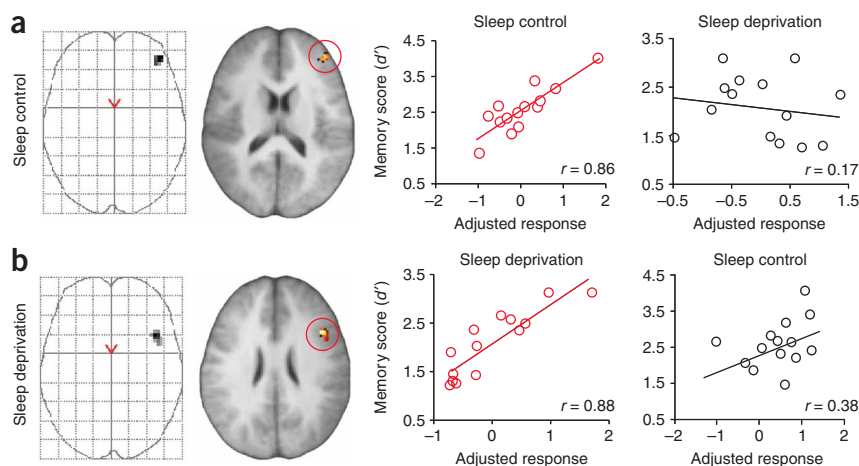 a
Sleep control
Sleep control
Memory score (d′)
4.5
3.5
2.5
1.5
0.5
r = 0.86
−2 −1 0 1 2
Adjusted response
Sleep deprivation
3.5
2.5
1.5
0.5
r = 0.17
−0.5 −0.5 0.5 1.5
Adjusted response
b
Sleep deprivation
Sleep deprivation
Memory score (d′)
3.5
2.5
1.5
0.5
r = 0.88
−1 0 1 2
Adjusted response
Sleep control
4.5
3.5
2.5
1.5
0.5
r = 0.38
−1 0 1 2
Adjusted response